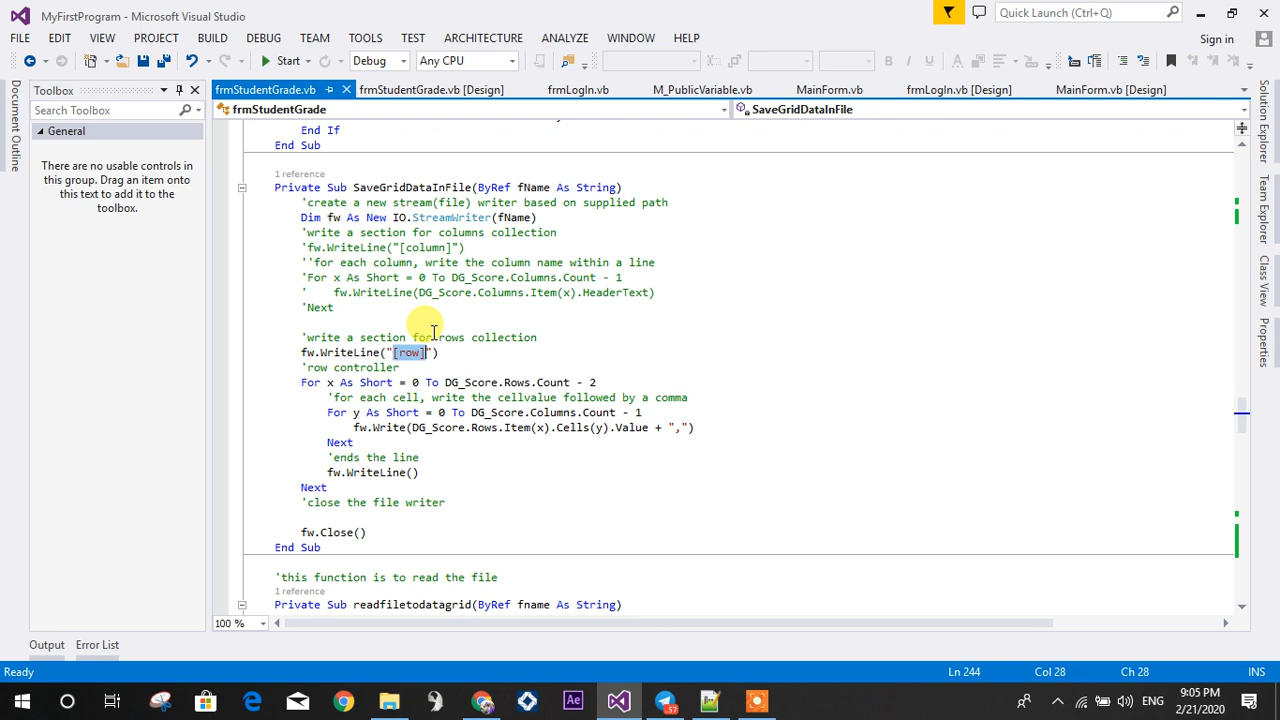 MyFirstProgram - Microsoft Visual Studio
Quick Launch (Ctrl+Q)
FILE EDIT VIEW PROJECT BUILD DEBUG TEAM TOOLS TEST ARCHITECTURE ANALYZE WINDOW HELP
Sign in
Start Debug Any CPU
Document Outline
Toolbox
Search Toolbox
General
There are no usable controls in
this group. Drag an item onto
this text to add it to the
toolbox.
frmStudentGrade.vb frmStudentGrade.vb [Design] frmLogIn.vb M_PublicVariable.vb MainForm.vb frmLogIn.vb [Design] MainForm.vb [Design]
frmStudentGrade SaveGridDataInFile
End If
End Sub
1 reference
Private Sub SaveGridDataInFile(ByRef fName As String)
'create a new stream(file) writer based on supplied path
Dim fw As New IO.StreamWriter(fName)
'write a section for columns collection
'fw.WriteLine("[column]")
''for each column, write the column name within a line
'For x As Short = 0 To DG_Score.Columns.Count - 1
'    fw.WriteLine(DG_Score.Columns.Item(x).HeaderText)
'Next
'write a section for rows collection
fw.WriteLine("[row]")
'row controller
For x As Short = 0 To DG_Score.Rows.Count - 2
'for each cell, write the cellvalue followed by a comma
For y As Short = 0 To DG_Score.Columns.Count - 1
fw.Write(DG_Score.Rows.Item(x).Cells(y).Value + ",")
Next
'ends the line
fw.WriteLine()
Next
'close the file writer
fw.Close()
End Sub
'this function is to read the file
1 reference
Private Sub readfiletodatagrid(ByRef fname As String)
100 %
Solution Explorer
Team Explorer
Class View
Properties
Output Error List
Ready Ln 244 Col 28 Ch 28 INS
Ae
57
ENG
9:05 PM
2/21/2020